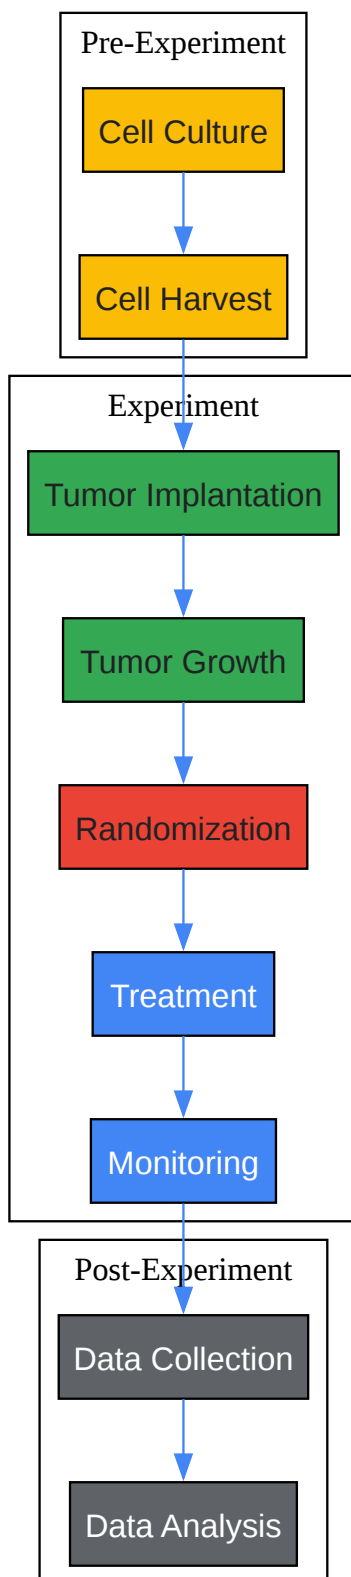 Pre-Experiment
Cell Culture
Cell Harvest
Experiment
Tumor Implantation
Tumor Growth
Randomization
Treatment
Monitoring
Post-Experiment
Data Collection
Data Analysis